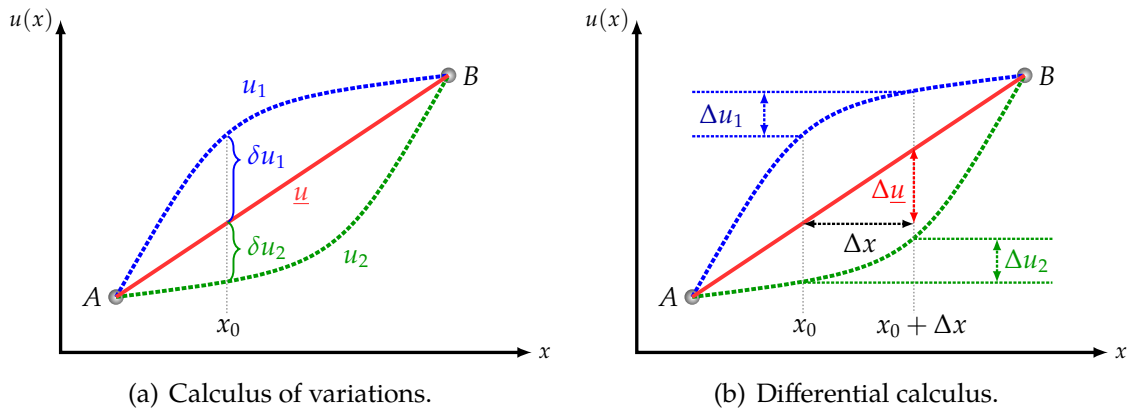 u(x)
B
u₁
δu₁
u̲
δu₂
u₂
A
x₀
x
(a) Calculus of variations.
u(x)
B
Δu₁
Δu̲
Δx
Δu₂
A
x₀
x₀ + Δx
x
(b) Differential calculus.